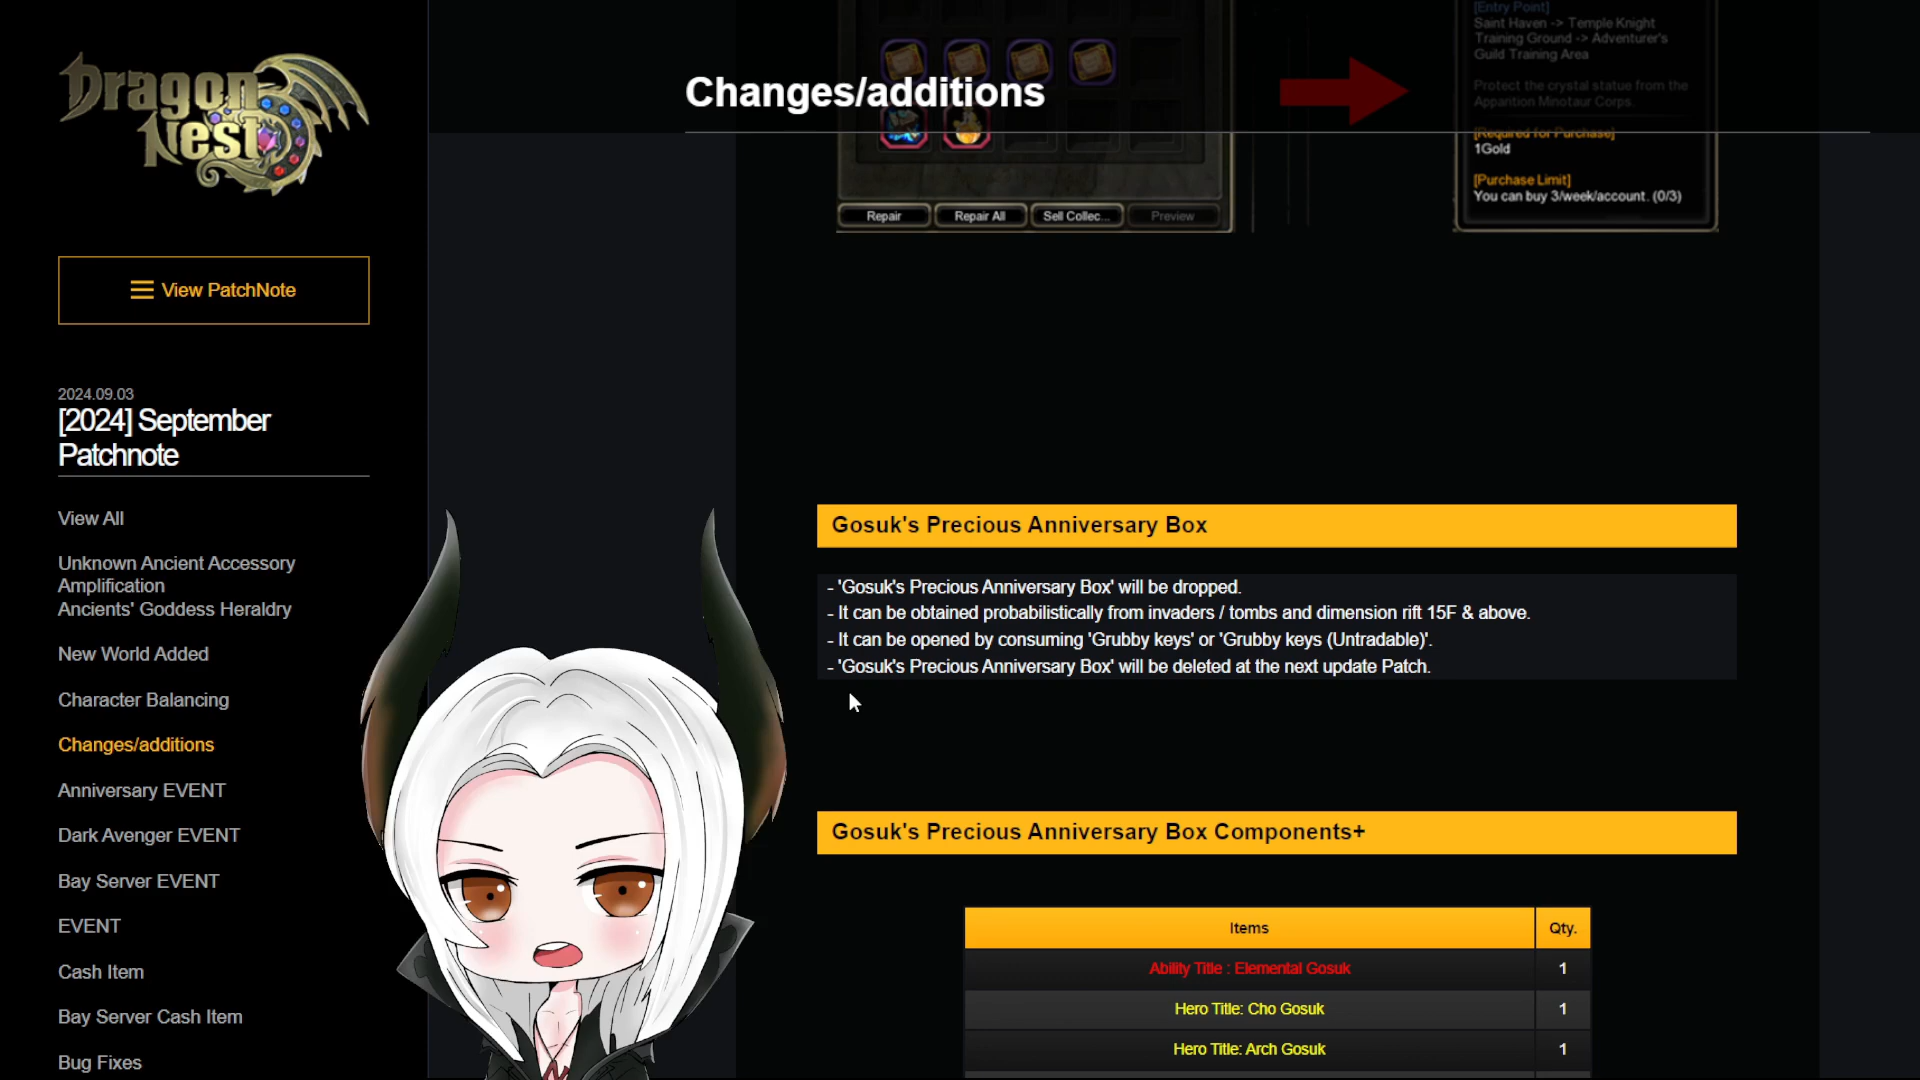 Dragon Nest
View PatchNote
2024.09.03
[2024] September
Patchnote
View All
Unknown Ancient Accessory
Amplification
Ancients' Goddess Heraldry
New World Added
Character Balancing
Changes/additions
Anniversary EVENT
Dark Avenger EVENT
Bay Server EVENT
EVENT
Cash Item
Bay Server Cash Item
Bug Fixes
Changes/additions
Repair
Repair All
Sell Collec...
Preview
[Entry Point]
Saint Haven -> Temple Knight
Training Ground -> Adventurer's
Guild Training Area
Protect the crystal statue from the
Apparition Minotaur Corps.
[Required for Purchase]
1Gold
[Purchase Limit]
You can buy 3/week/account. (0/3)
Gosuk's Precious Anniversary Box
- 'Gosuk's Precious Anniversary Box' will be dropped.
- It can be obtained probabilistically from invaders / tombs and dimension rift 15F & above.
- It can be opened by consuming 'Grubby keys' or 'Grubby keys (Untradable)'.
- 'Gosuk's Precious Anniversary Box' will be deleted at the next update Patch.
Gosuk's Precious Anniversary Box Components+
Items Qty.
Ability Title : Elemental Gosuk 1
Hero Title: Cho Gosuk 1
Hero Title: Arch Gosuk 1